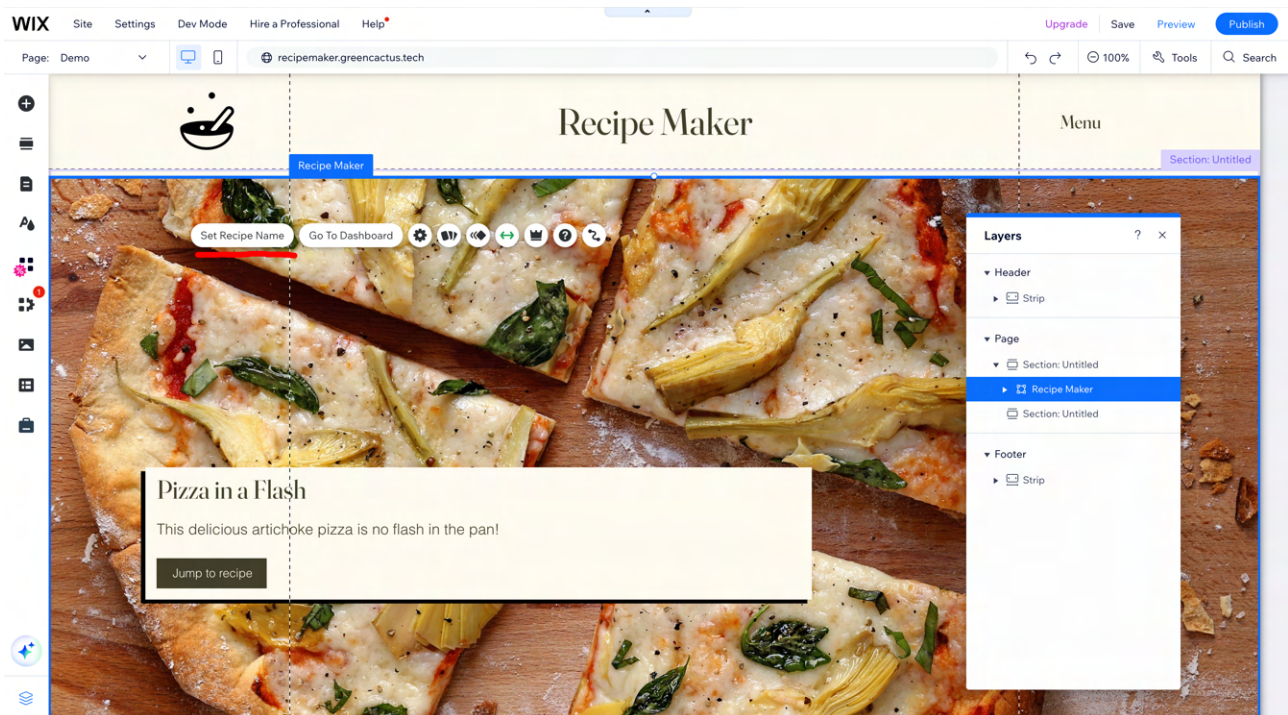 WIX Site Settings Dev Mode Hire a Professional Help Upgrade Save Preview Publish
Page: Demo recipemaker.greencactus.tech 100% Tools Search
Recipe Maker
Menu
Recipe Maker
Section: Untitled
Set Recipe Name Go To Dashboard ?
Layers ?
Header
Strip
Page
Section: Untitled
Recipe Maker
Section: Untitled
Footer
Strip
1
Pizza in a Flash
This delicious artichoke pizza is no flash in the pan!
Jump to recipe